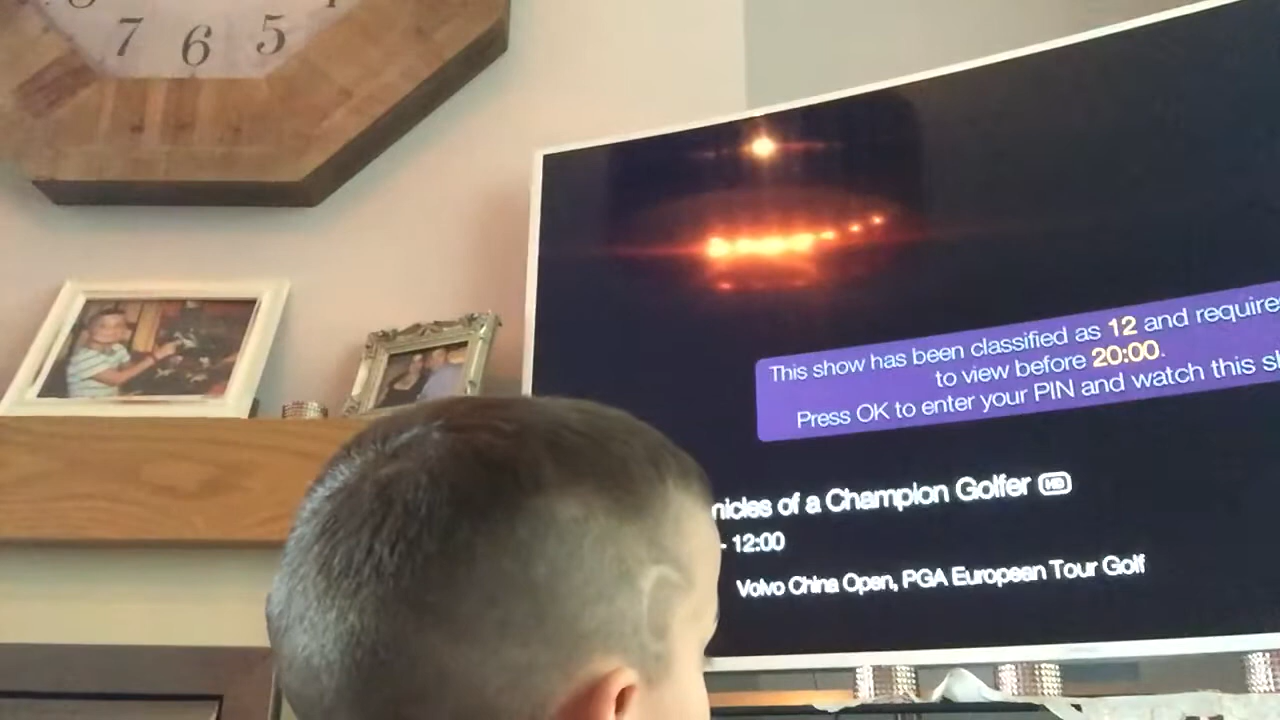 7 6 5
This show has been classified as 12 and require
to view before 20:00.
Press OK to enter your PIN and watch this
nicles of a Champion Golfer HD
- 12:00
Volvo China Open, PGA European Tour Golf